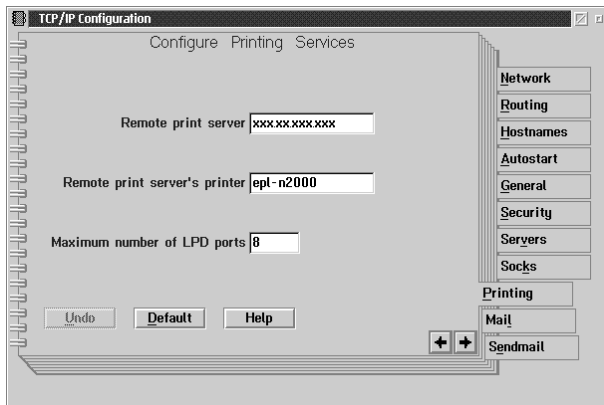 TCP/IP Configuration
Configure Printing Services
Remote print server xxx.xx.xxx.xxx
Remote print server's printer epl-n2000
Maximum number of LPD ports 8
Undo Default Help
Network
Routing
Hostnames
Autostart
General
Security
Servers
Socks
Printing
Mail
Sendmail